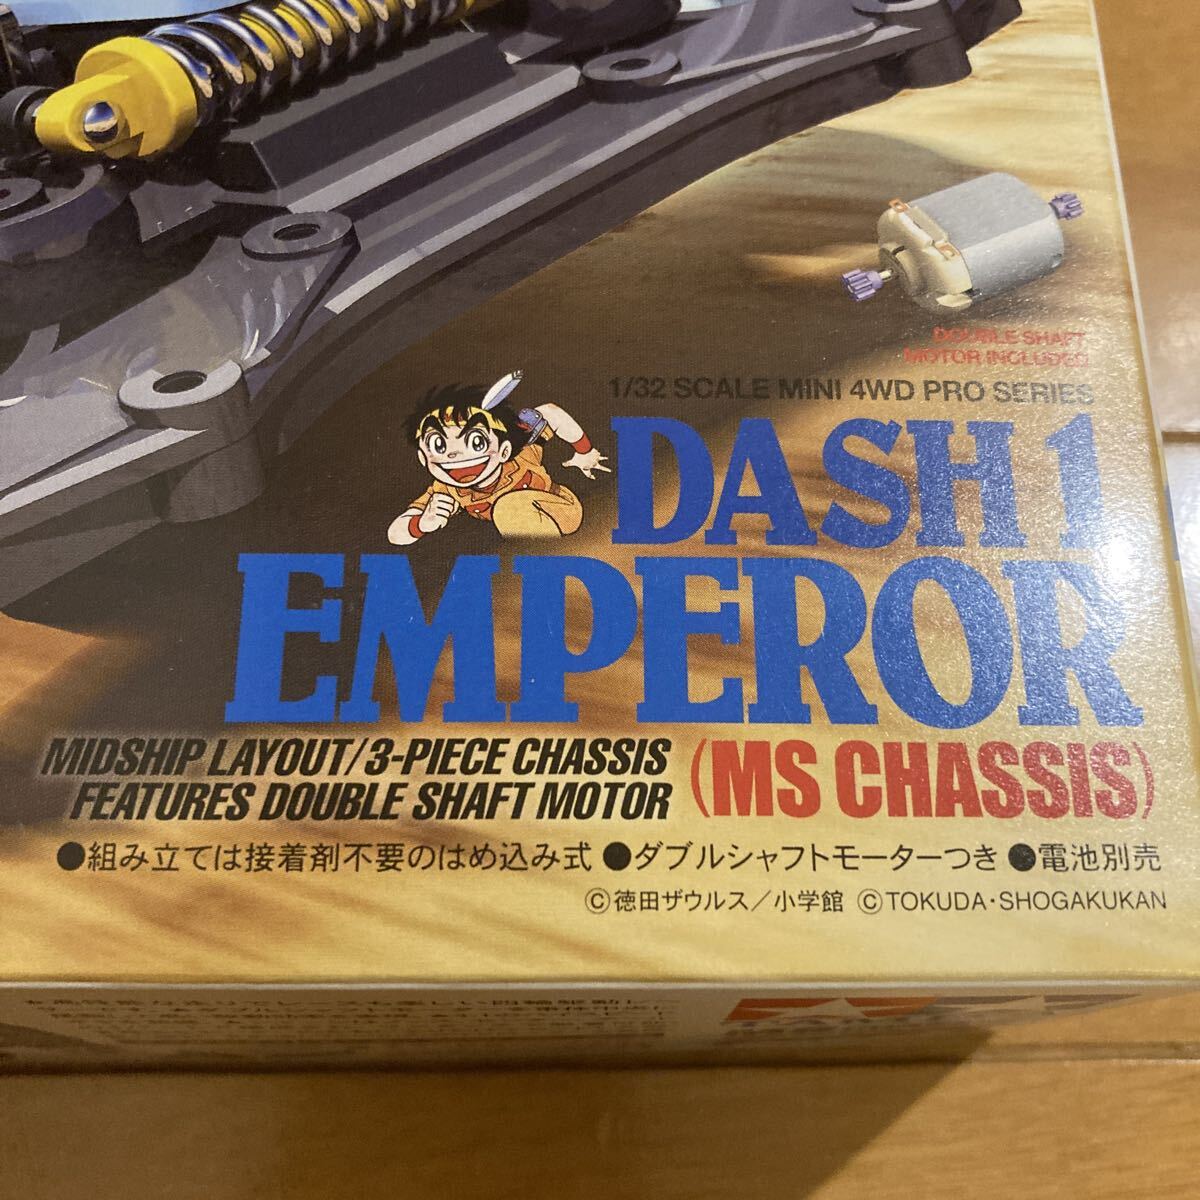 DOUBLE SHAFT
MOTOR INCLUDED
1/32 SCALE MINI 4WD PRO SERIES
DASH 1
EMPEROR
MIDSHIP LAYOUT/3-PIECE CHASSIS
FEATURES DOUBLE SHAFT MOTOR
(MS CHASSIS)
●組み立ては接着剤不要のはめ込み式 ●ダブルシャフトモーターつき ●電池別売
©徳田ザウルス／小学館 ©TOKUDA・SHOGAKUKAN